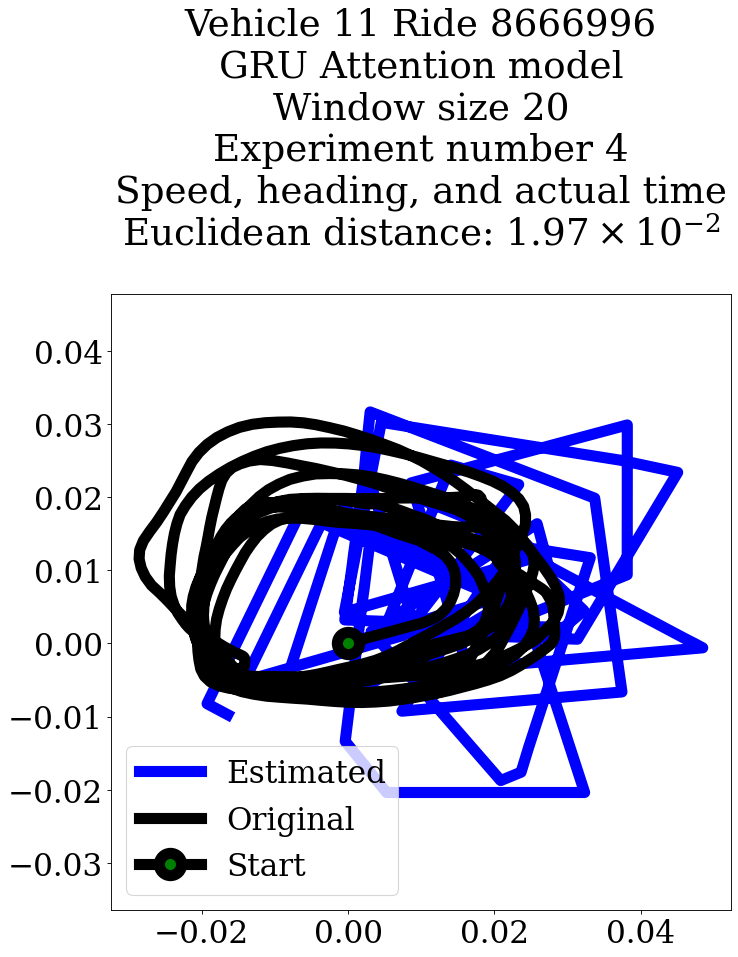 Vehicle 11 Ride 8666996
GRU Attention model
Window size 20
Experiment number 4
Speed, heading, and actual time
Euclidean distance: 1.97 × 10⁻²
0.04
0.03
0.02
0.01
0.00
−0.01
−0.02
−0.03
Estimated
Original
Start
−0.02 0.00 0.02 0.04